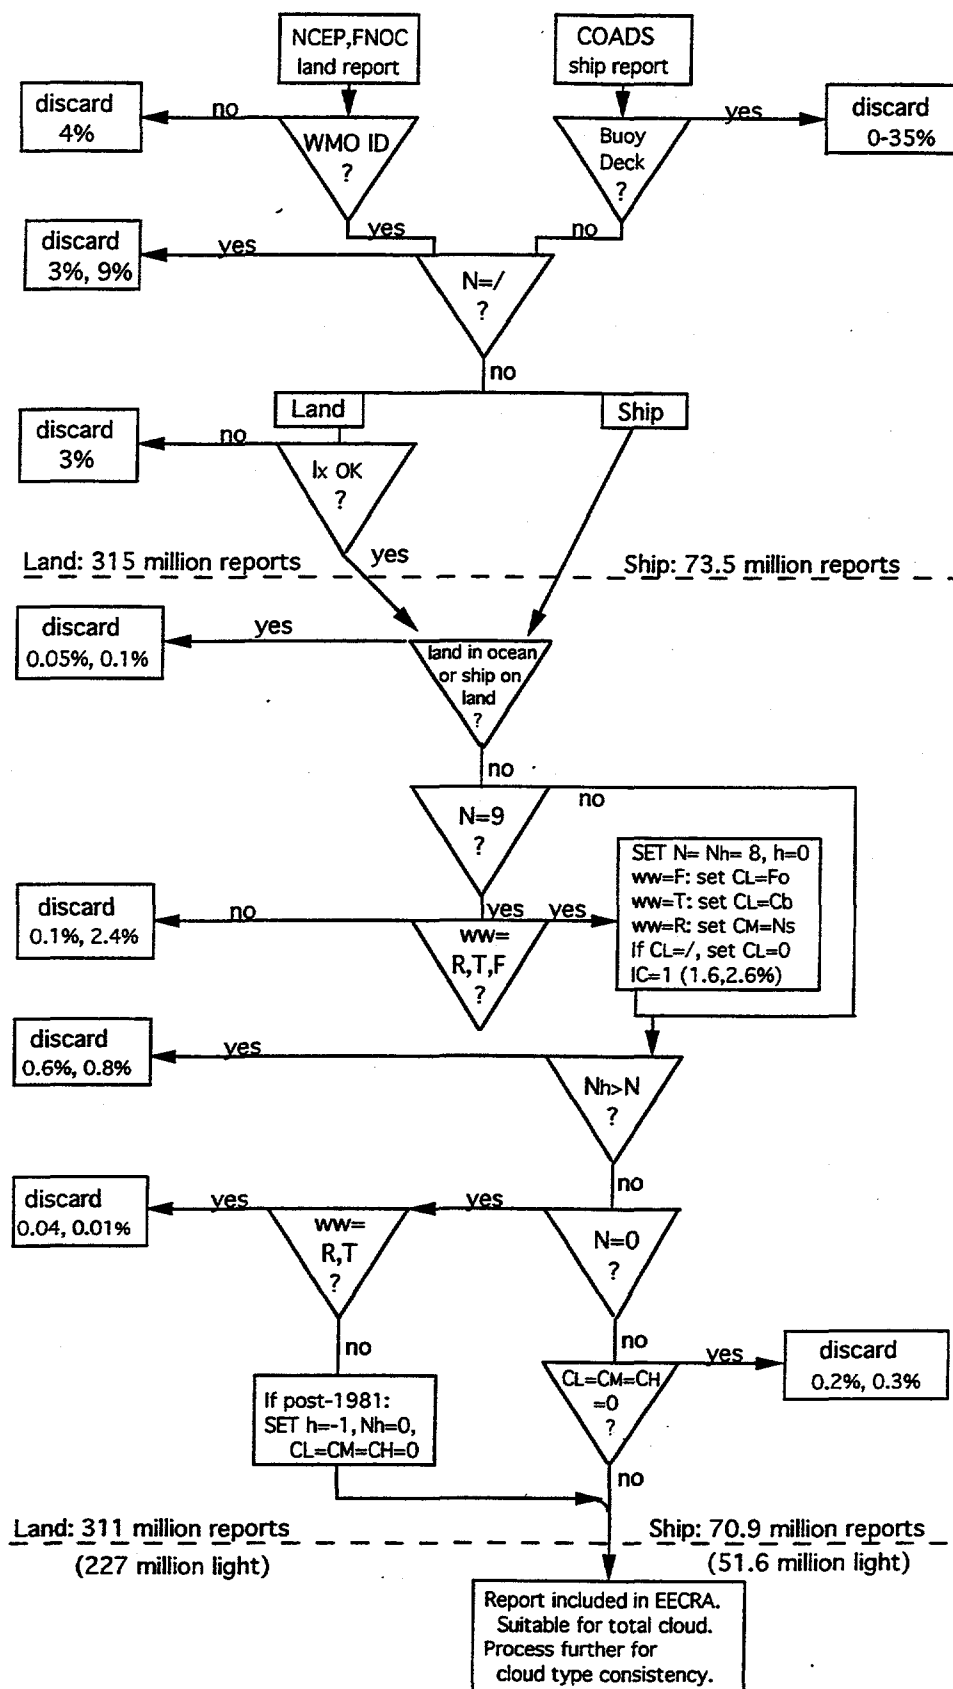 NCEP,FNOC
land report
COADS
ship report
discard
4%
no
WMO ID
?
Buoy
Deck
?
yes
discard
0-35%
yes
no
discard
3%, 9%
yes
N=/
?
no
Land
Ship
discard
3%
no
Ix OK
?
yes
Land: 315 million reports
Ship: 73.5 million reports
discard
0.05%, 0.1%
yes
land in ocean
or ship on
land
?
no
N=9
?
no
SET N= Nh= 8, h=0
ww=F: set CL=Fo
ww=T: set CL=Cb
ww=R: set CM=Ns
If CL=/, set CL=0
IC=1 (1.6,2.6%)
discard
0.1%, 2.4%
no
yes
yes
ww=
R,T,F
?
discard
0.6%, 0.8%
yes
Nh>N
?
no
discard
0.04, 0.01%
yes
ww=
R,T
?
yes
N=0
?
no
no
If post-1981:
SET h=-1, Nh=0,
CL=CM=CH=0
CL=CM=CH
=0
?
yes
discard
0.2%, 0.3%
no
Land: 311 million reports
(227 million light)
Ship: 70.9 million reports
(51.6 million light)
Report included in EECRA.
Suitable for total cloud.
Process further for
cloud type consistency.